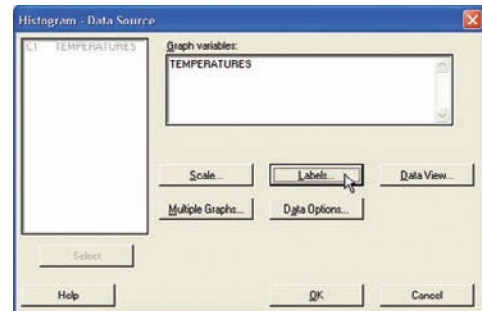 Histogram - Data Source
C1 TEMPERATURES
Graph variables:
TEMPERATURES
Scale... Labels... Data View...
Multiple Graphs... Data Options...
Select
Help OK Cancel